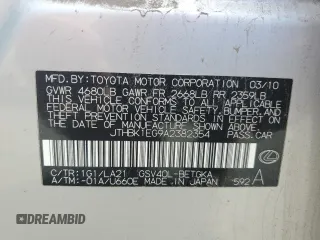 MFD.BY: TOYOTA MOTOR CORPORATION 03/10
GVWR 4680LB GAWR FR 2668LB RR 2359LB
THIS VEHICLE CONFORMS TO ALL APPLICABLE
FEDERAL MOTOR VEHICLE SAFETY, BUMPER, AND
THEFT PREVENTION STANDARDS IN EFFECT ON
THE DATE OF MANUFACTURE SHOWN ABOVE.
JTHBK1EG9A2382354 PASS.CAR
C/TR: 1G1/LA21 GSV40L-BETGKA
A/TM: -01A/U660E MADE IN JAPAN 592 A
DREAMBID DREAMBID.COM